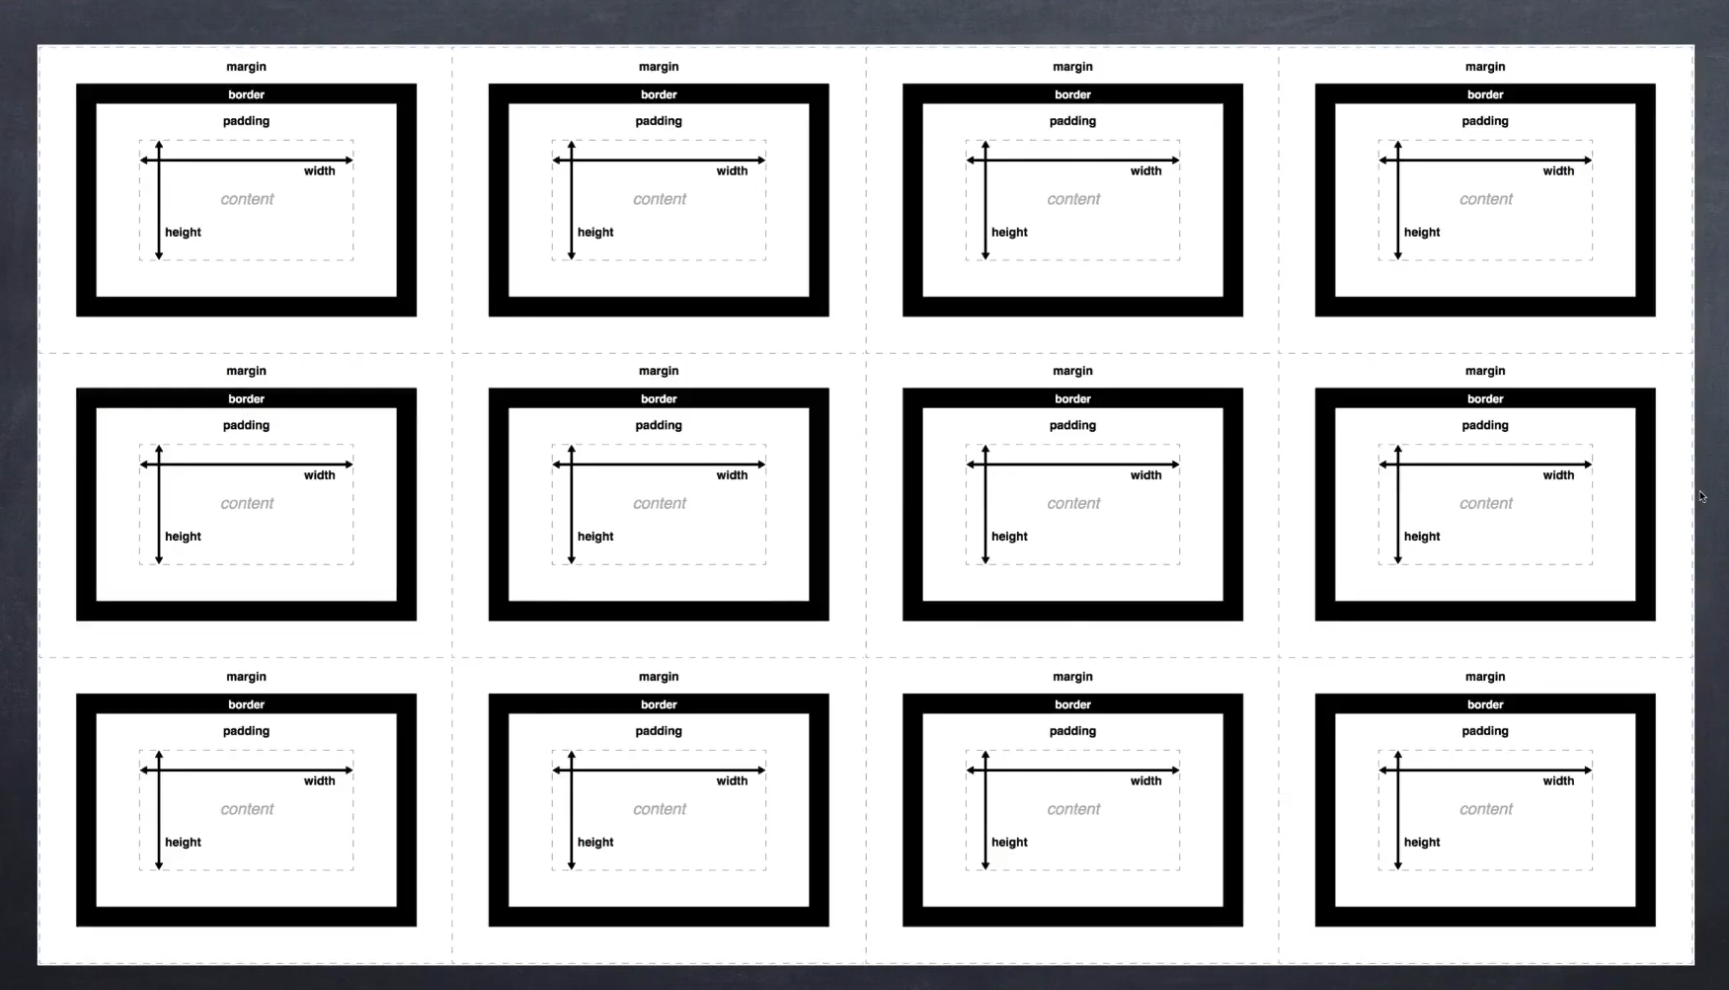 margin margin margin margin
border border border border
padding padding padding padding
width width width width
content content content content
height height height height
margin margin margin margin
border border border border
padding padding padding padding
width width width width
content content content content
height height height height
margin margin margin margin
border border border border
padding padding padding padding
width width width width
content content content content
height height height height